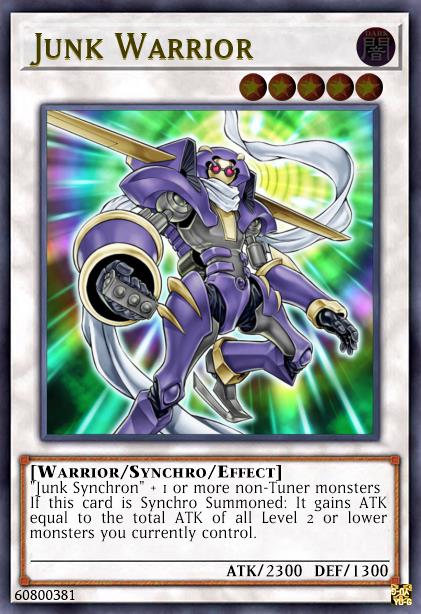 JUNK WARRIOR
DARK
闇
[WARRIOR/SYNCHRO/EFFECT]
"Junk Synchron" + 1 or more non-Tuner monsters
If this card is Synchro Summoned: It gains ATK
equal to the total ATK of all Level 2 or lower
monsters you currently control.
ATK/2300 DEF/1300
60800381